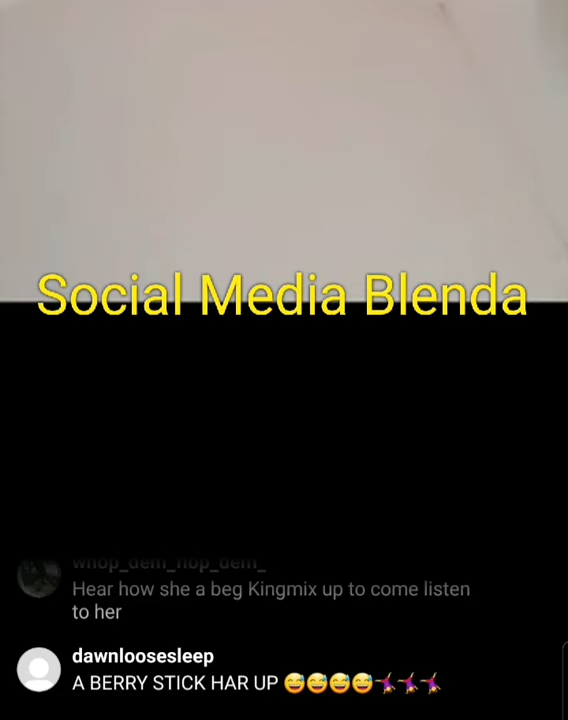 Social Media Blenda
whop_dem_nop_dem_
Hear how she a beg Kingmix up to come listen
to her
dawnloosesleep
A BERRY STICK HAR UP 😅😅😅😅🤸🏾‍♀️🤸🏾‍♀️🤸🏾‍♀️